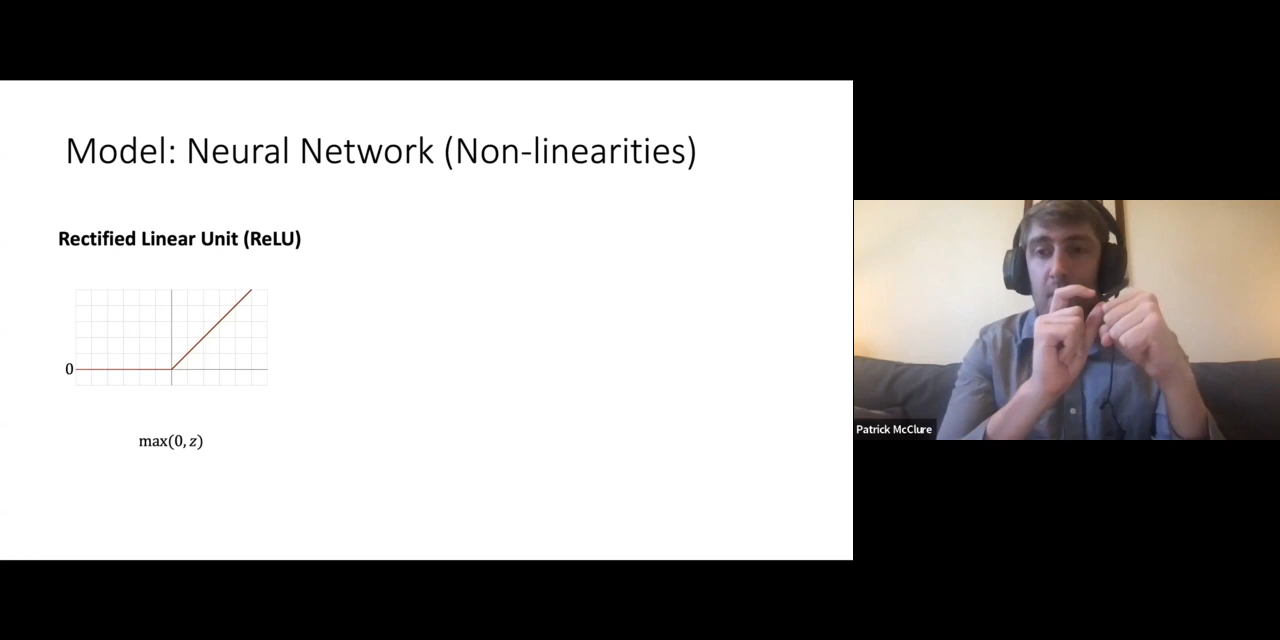 Model: Neural Network (Non-linearities)
Rectified Linear Unit (ReLU)
0
max(0, z)
Patrick McClure